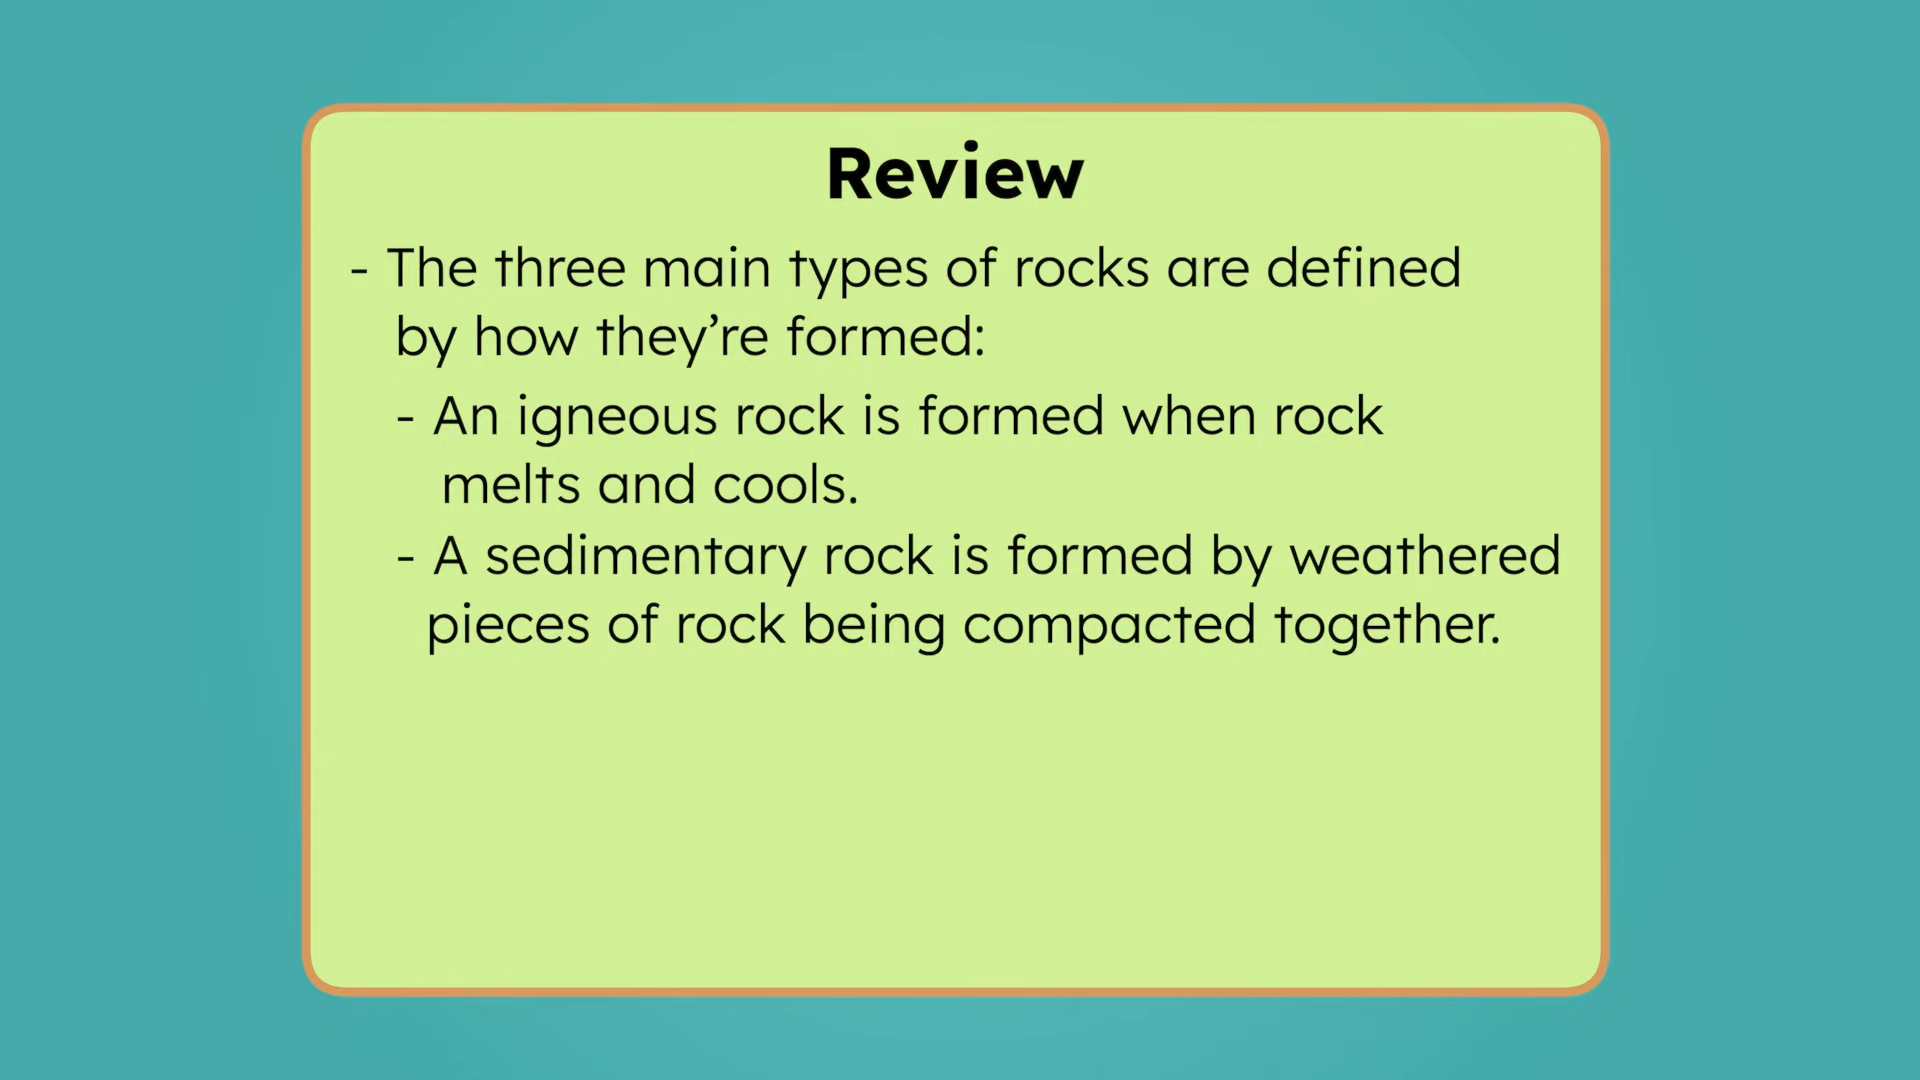 Review
- The three main types of rocks are defined
by how they’re formed:
- An igneous rock is formed when rock
melts and cools.
- A sedimentary rock is formed by weathered
pieces of rock being compacted together.